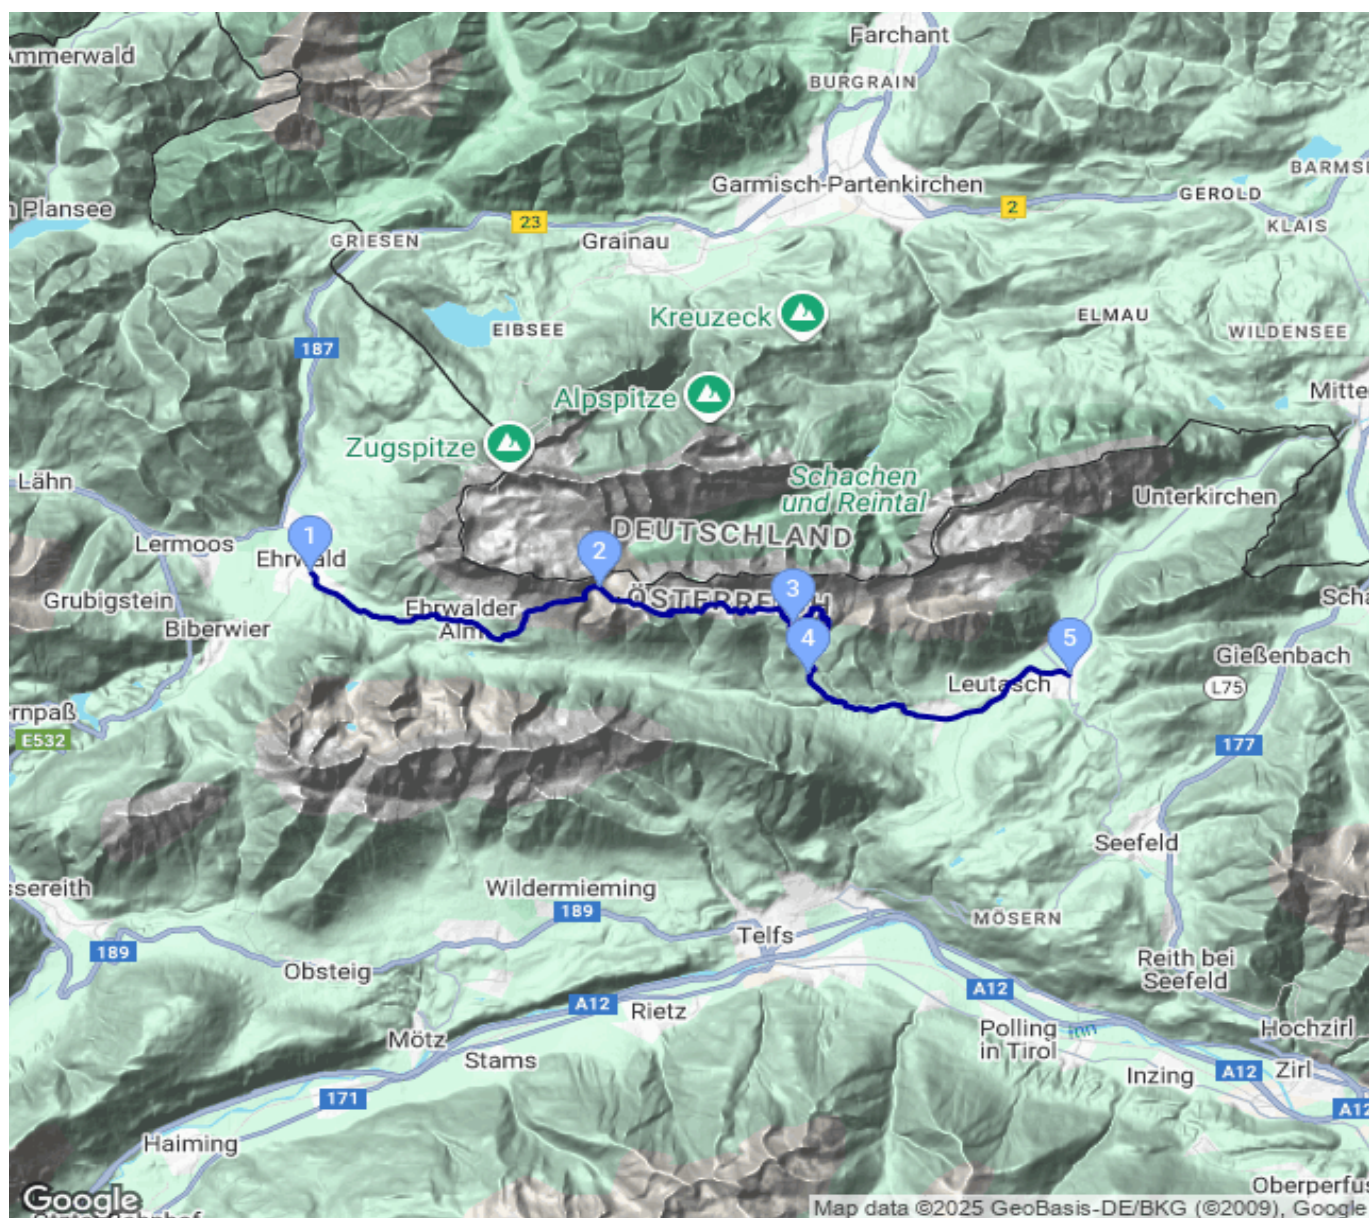 Farchant
Ammerwald
BURGRAIN
BARMSE
Garmisch-Partenkirchen
GEROLD
Plansee
23
2
KLAIS
GRIESEN
Grainau
Kreuzeck
ELMAU
EIBSEE
WILDENSEE
187
Alpspitze
Mitte
Zugspitze
Schachen
und Reintal
Lähn
Unterkirchen
DEUTSCHLAND
1
2
Lermoos
Ehrwald
3
ÖSTERREICH
Grubigstein
Ehrwalder
Alm
Scha
Biberwier
4
5
Gießenbach
Leutasch
L75
ernpaß
E532
177
Seefeld
ssereith
Wildermieming
189
MÖSERN
Telfs
189
Obsteig
Reith bei
Seefeld
A12
A12
Rietz
Polling
in Tirol
Inn
Hochzirl
Mötz
Stams
Inzing
A12
Zirl
171
A12
Haiming
Oberperfus
Google
Map data ©2025 GeoBasis-DE/BKG (©2009), Google